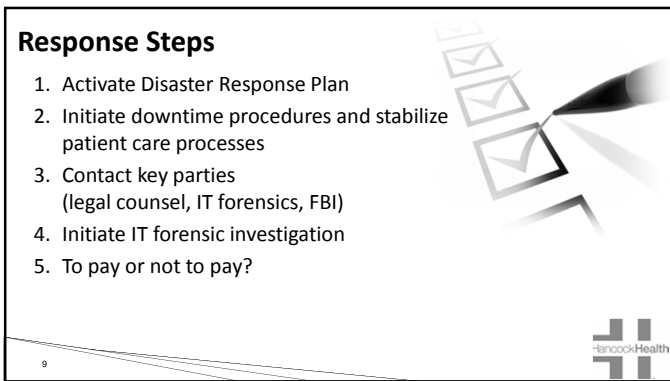 Response Steps
1. Activate Disaster Response Plan
2. Initiate downtime procedures and stabilize
patient care processes
3. Contact key parties
(legal counsel, IT forensics, FBI)
4. Initiate IT forensic investigation
5. To pay or not to pay?
9
HancockHealth